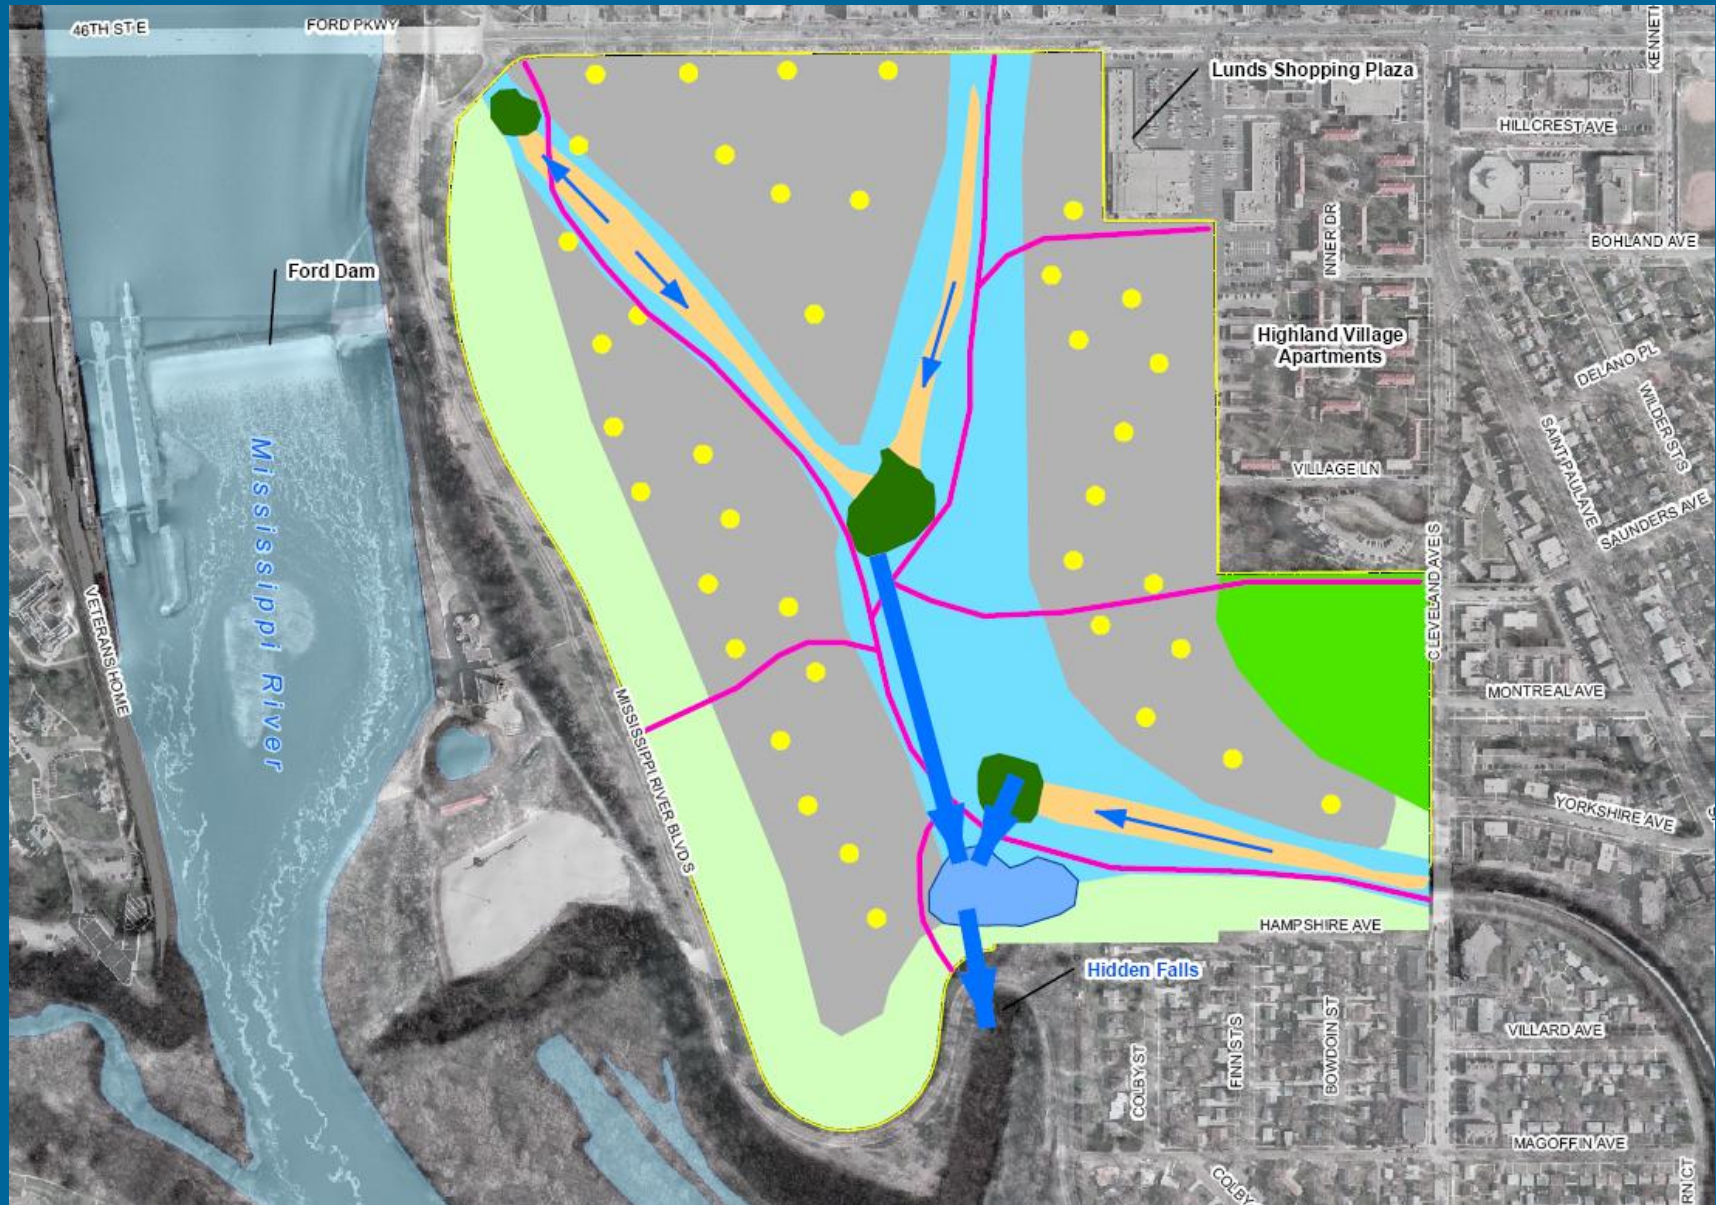 46TH ST E
FORD PKWY
KENNETH
Lunds Shopping Plaza
HILLCREST AVE
INNER DR
BOHLAND AVE
Ford Dam
Highland Village
Apartments
DELANO PL
WILDER ST S
SAINT PAUL AVE
Mississippi River
VILLAGE LN
SAUNDERS AVE
CLEVELAND AVE S
VETERANS HOME
MISSISSIPPI RIVER BLVD S
MONTREAL AVE
YORKSHIRE AVE
HAMPSHIRE AVE
Hidden Falls
COLBY ST
FINN ST S
BOWDOIN ST
VILLARD AVE
MAGOFFIN AVE
COLBY
RN CT